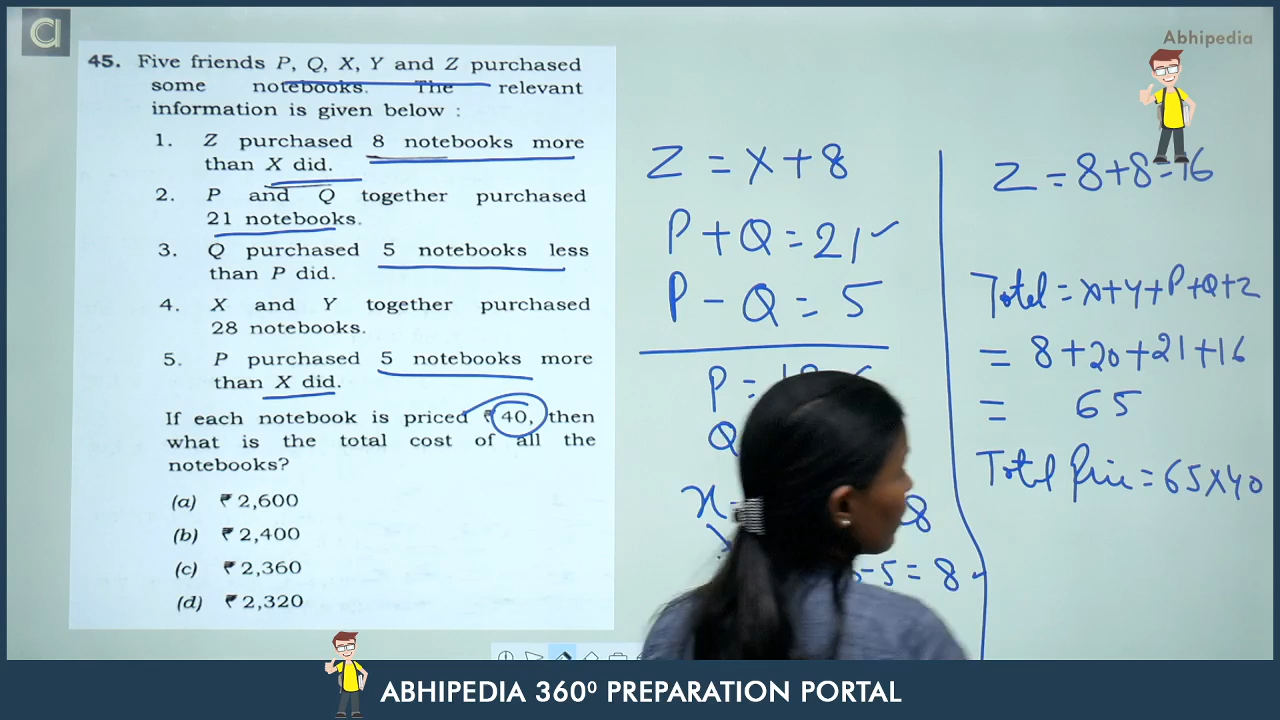 Abhipedia
45. Five friends P, Q, X, Y and Z purchased
some notebooks. The relevant
information is given below :
1. Z purchased 8 notebooks more
than X did.
2. P and Q together purchased
21 notebooks.
3. Q purchased 5 notebooks less
than P did.
4. X and Y together purchased
28 notebooks.
5. P purchased 5 notebooks more
than X did.
If each notebook is priced ₹ 40, then
what is the total cost of all the
notebooks?
(a) ₹ 2,600
(b) ₹ 2,400
(c) ₹ 2,360
(d) ₹ 2,320
Z = X + 8
P + Q = 21
P - Q = 5
P =
Q
x
8
-5 = 8
Z = 8+8=16
Total = X+Y+P+Q+Z
= 8+20+21+16
= 65
Total = 65X40
ABHIPEDIA 360⁰ PREPARATION PORTAL